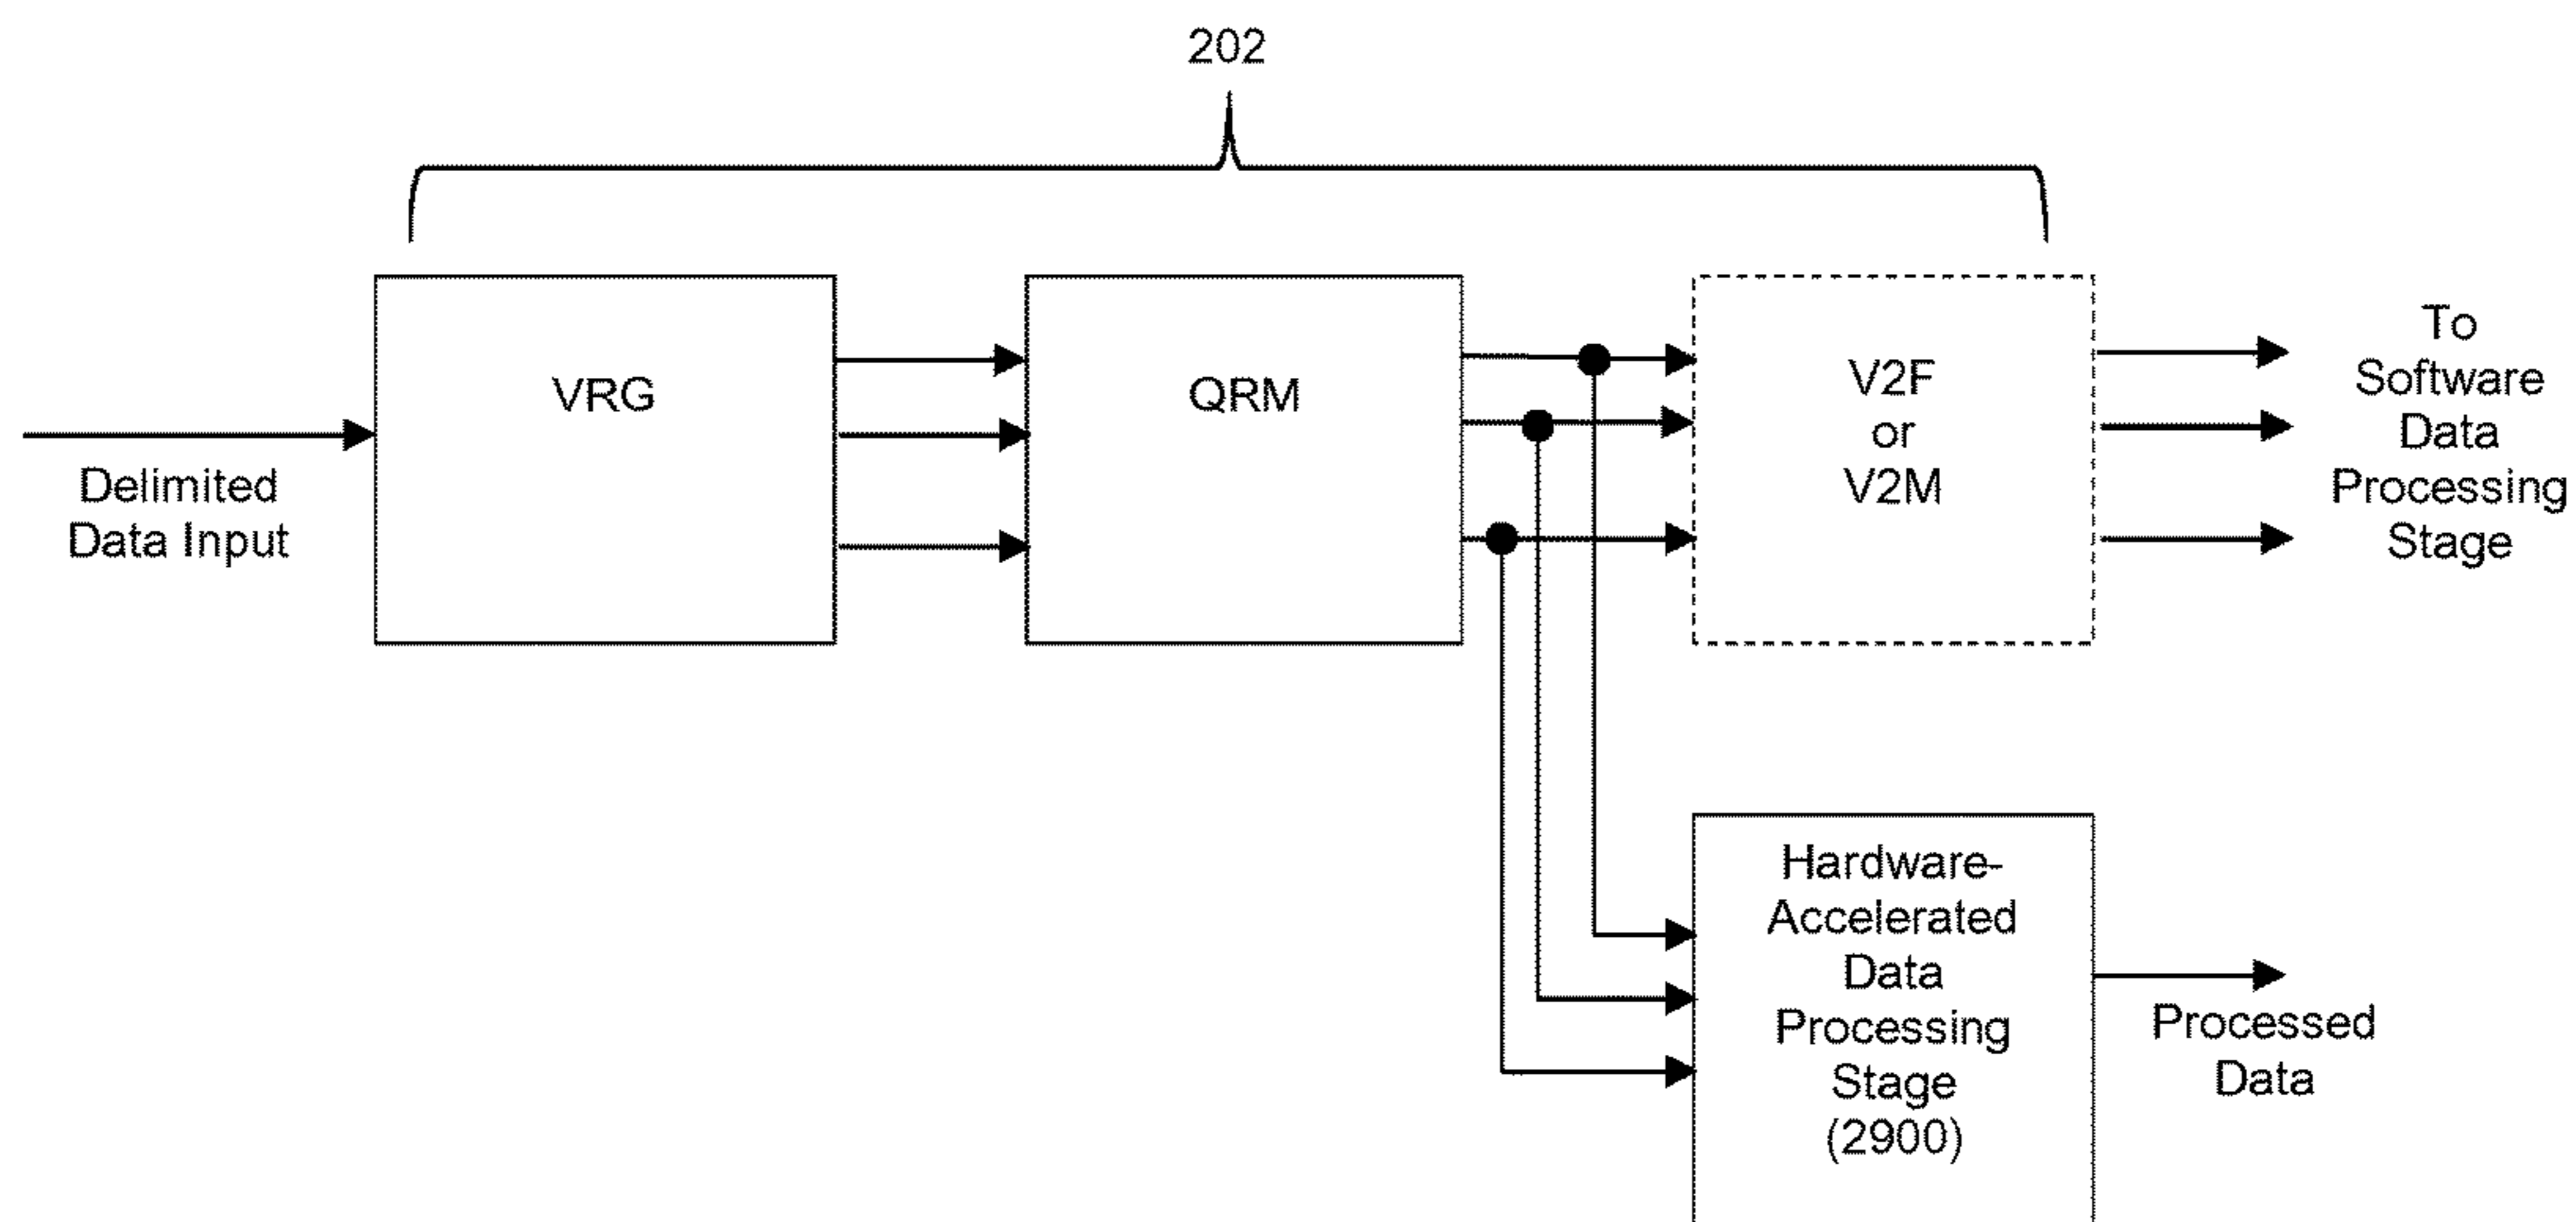 202
VRG
QRM
V2F
or
V2M
To
Software
Data
Processing
Stage
Delimited
Data Input
Hardware-
Accelerated
Data
Processing
Stage
(2900)
Processed
Data